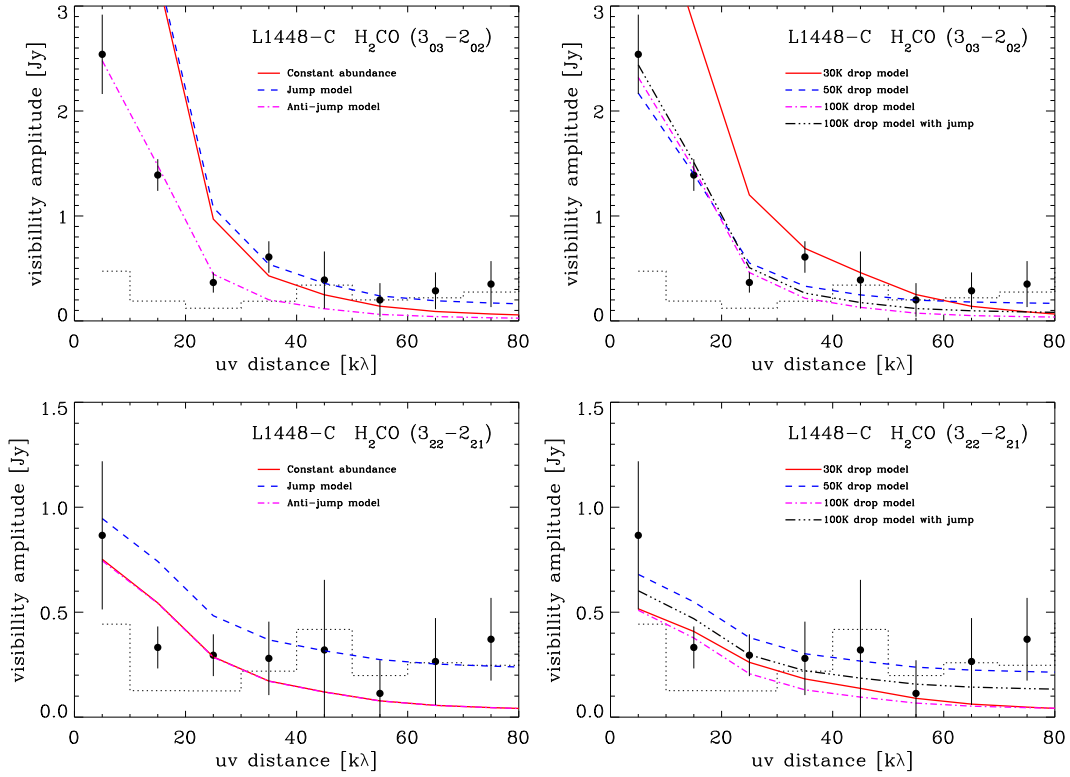 L1448-C H₂CO (3₀₃-2₀₂)
Constant abundance
Jump model
Anti-jump model
visibillity amplitude [Jy]
3
2
1
0
0 20 40 60 80
uv distance [kλ]
L1448-C H₂CO (3₀₃-2₀₂)
30K drop model
50K drop model
100K drop model
100K drop model with jump
visibillity amplitude [Jy]
3
2
1
0
0 20 40 60 80
uv distance [kλ]
L1448-C H₂CO (3₂₂-2₂₁)
Constant abundance
Jump model
Anti-jump model
visibillity amplitude [Jy]
1.5
1.0
0.5
0.0
0 20 40 60 80
uv distance [kλ]
L1448-C H₂CO (3₂₂-2₂₁)
30K drop model
50K drop model
100K drop model
100K drop model with jump
visibillity amplitude [Jy]
1.5
1.0
0.5
0.0
0 20 40 60 80
uv distance [kλ]